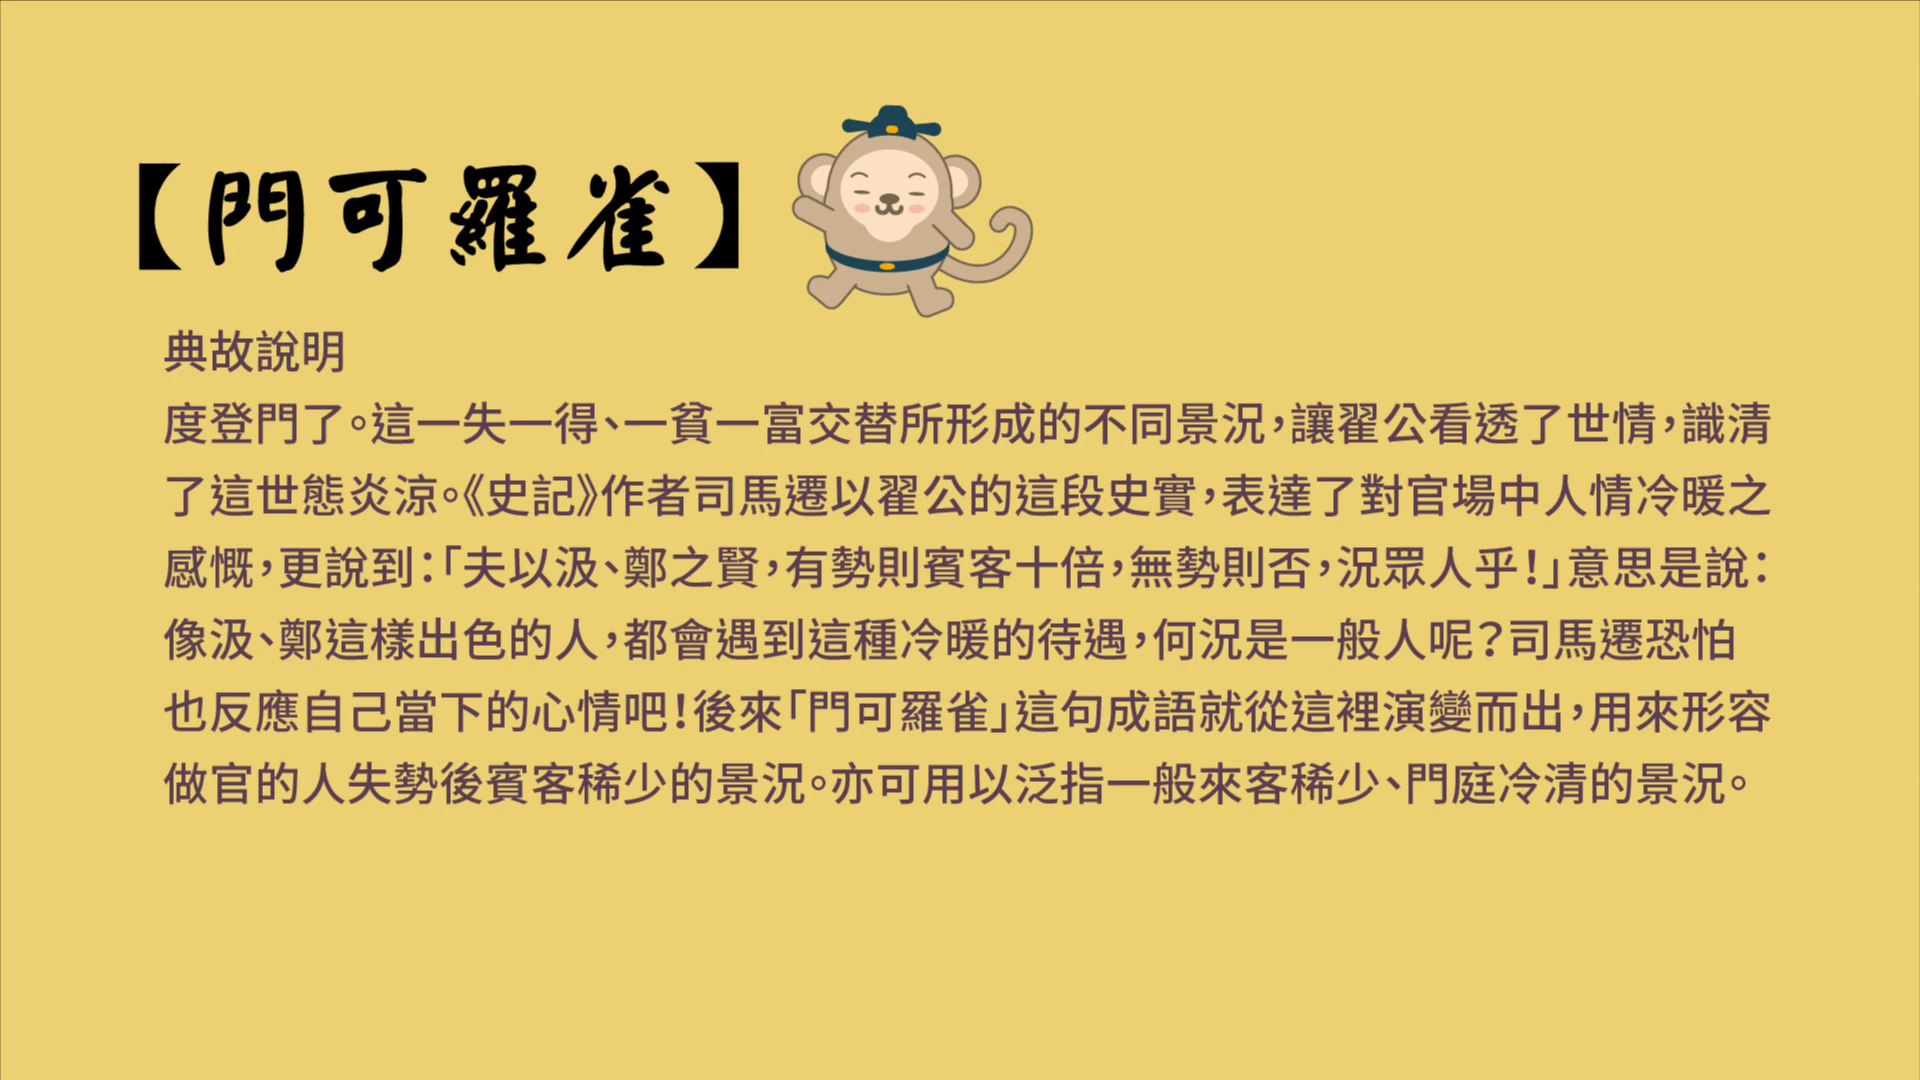 【門可羅雀】
典故說明
度登門了。這一失一得、一貧一富交替所形成的不同景況，讓翟公看透了世情，識清
了這世態炎涼。《史記》作者司馬遷以翟公的這段史實，表達了對官場中人情冷暖之
感慨，更說到：「夫以汲、鄭之賢，有勢則賓客十倍，無勢則否，況眾人乎！」意思是說：
像汲、鄭這樣出色的人，都會遇到這種冷暖的待遇，何況是一般人呢？司馬遷恐怕
也反應自己當下的心情吧！後來「門可羅雀」這句成語就從這裡演變而出，用來形容
做官的人失勢後賓客稀少的景況。亦可用以泛指一般來客稀少、門庭冷清的景況。